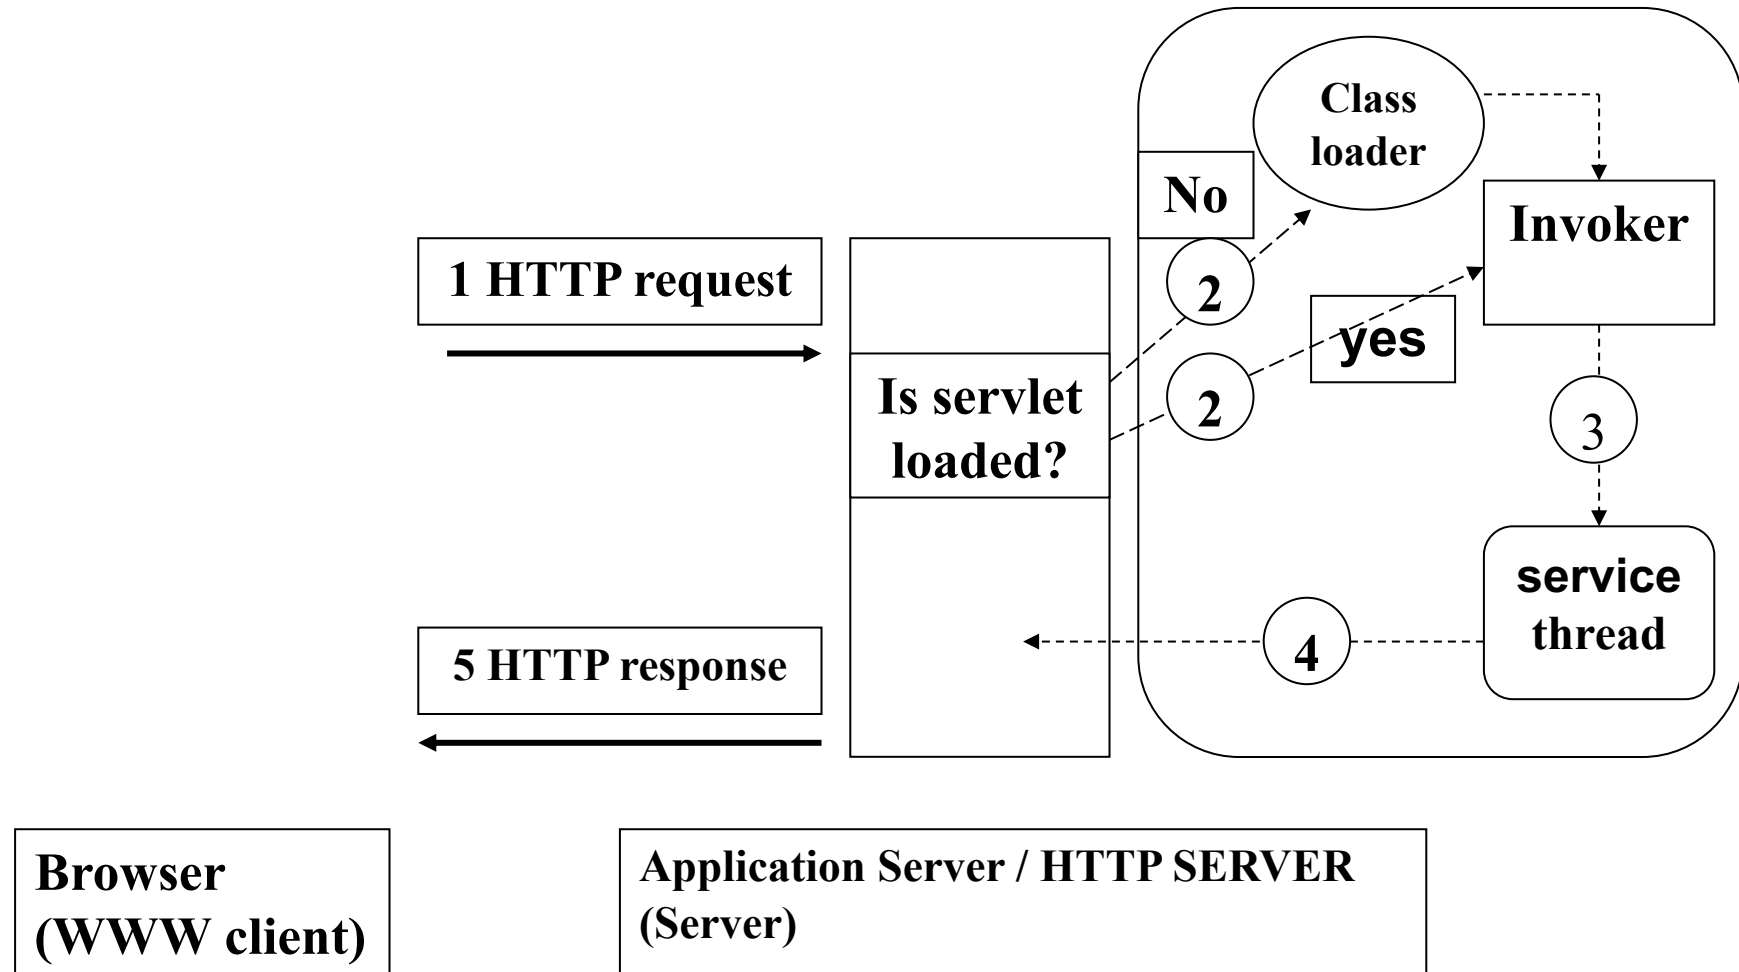 Class
loader
No
Invoker
1 HTTP request
2
yes
Is servlet
loaded?
2
3
service
thread
5 HTTP response
4
Browser
(WWW client)
Application Server / HTTP SERVER
(Server)